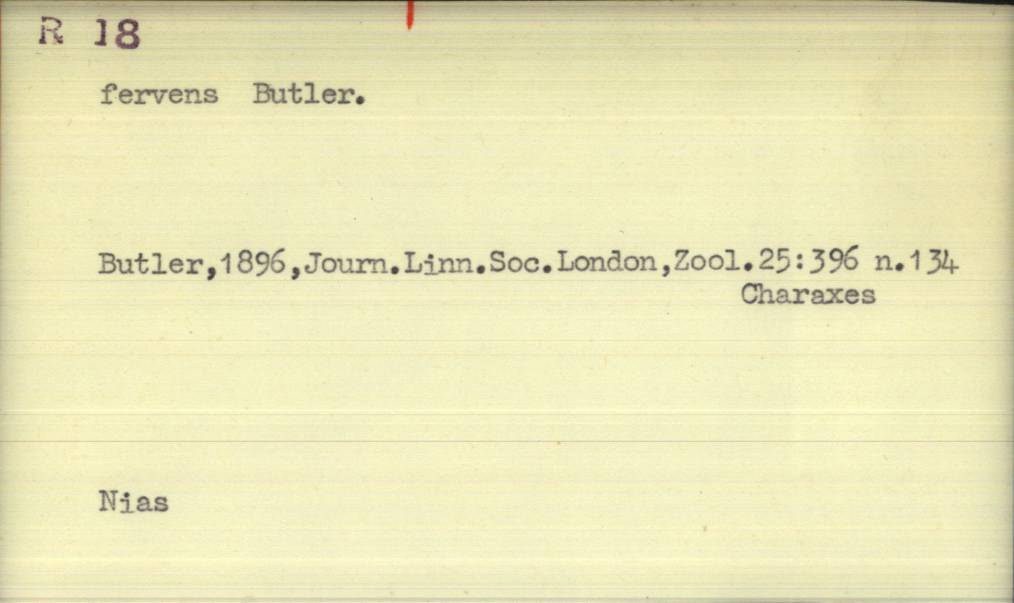 R 18
fervens Butler.
Butler,1896,Journ.Linn.Soc.London,Zool.25:396 n.134
Charaxes
Nias